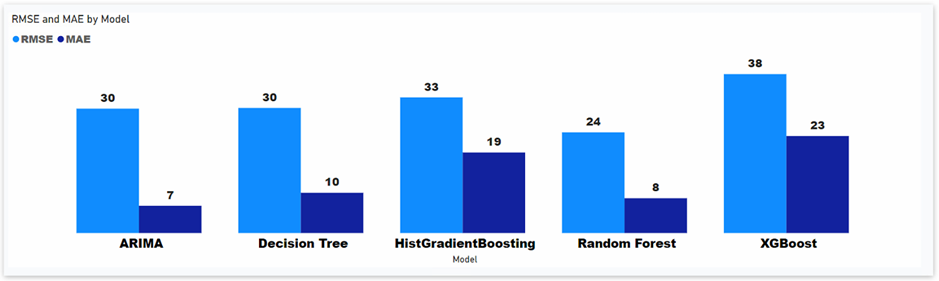 RMSE and MAE by Model
RMSE MAE
30 7 30 10 33 19 24 8 38 23
ARIMA Decision Tree HistGradientBoosting Random Forest XGBoost
Model